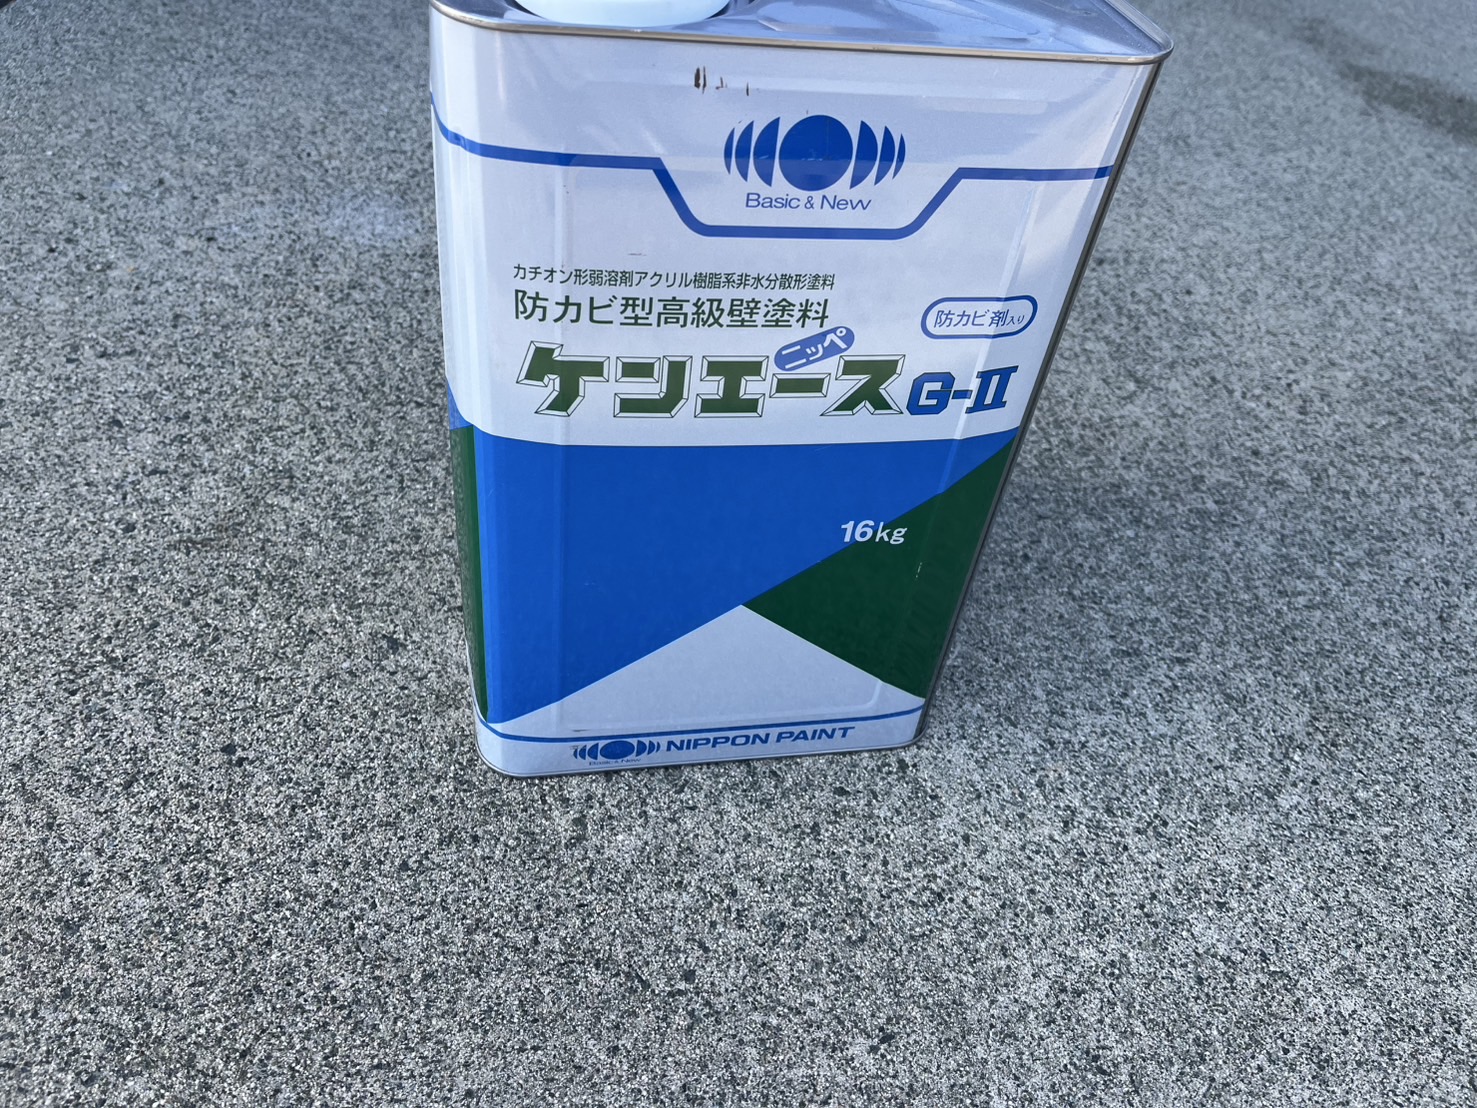 Basic & New
カチオン形弱溶剤アクリル樹脂系非水分散形塗料
防カビ型高級壁塗料
防カビ剤入り
ニッペ
ケンエースG-II
16kg
NIPPON PAINT
Basic & New